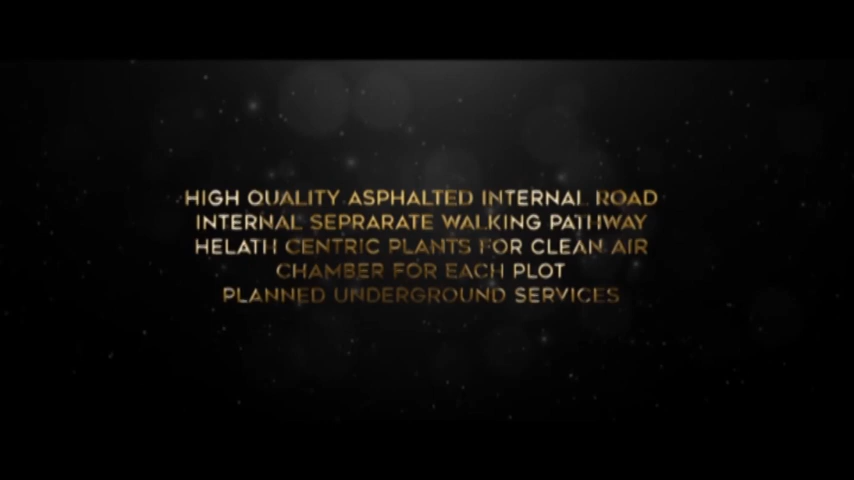 HIGH QUALITY ASPHALTED INTERNAL ROAD
INTERNAL SEPRARATE WALKING PATHWAY
HELATH CENTRIC PLANTS FOR CLEAN AIR
CHAMBER FOR EACH PLOT
PLANNED UNDERGROUND SERVICES